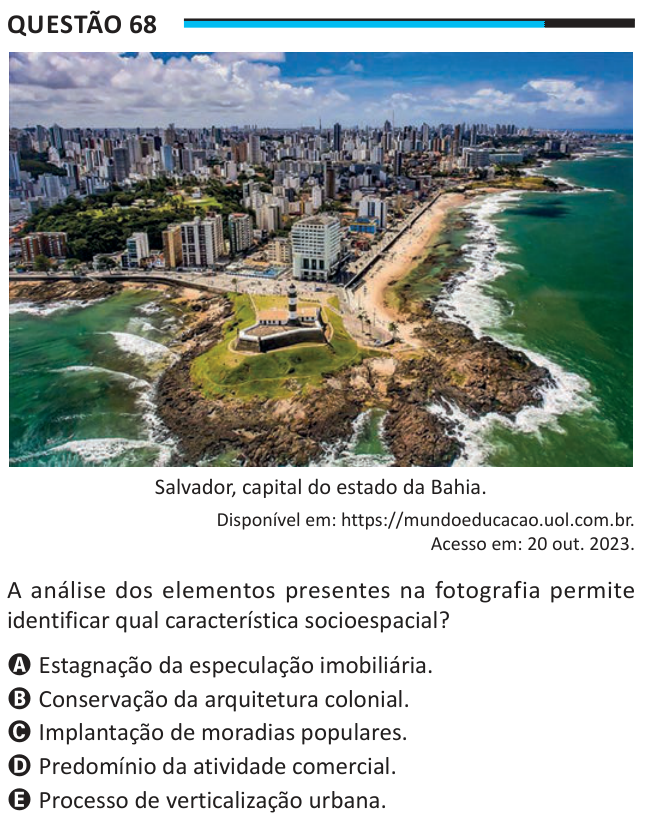 QUESTÃO 68
Salvador, capital do estado da Bahia.
Disponível em: https://mundoeducacao.uol.com.br.
Acesso em: 20 out. 2023.
A análise dos elementos presentes na fotografia permite
identificar qual característica socioespacial?
A Estagnação da especulação imobiliária.
B Conservação da arquitetura colonial.
C Implantação de moradias populares.
D Predomínio da atividade comercial.
E Processo de verticalização urbana.